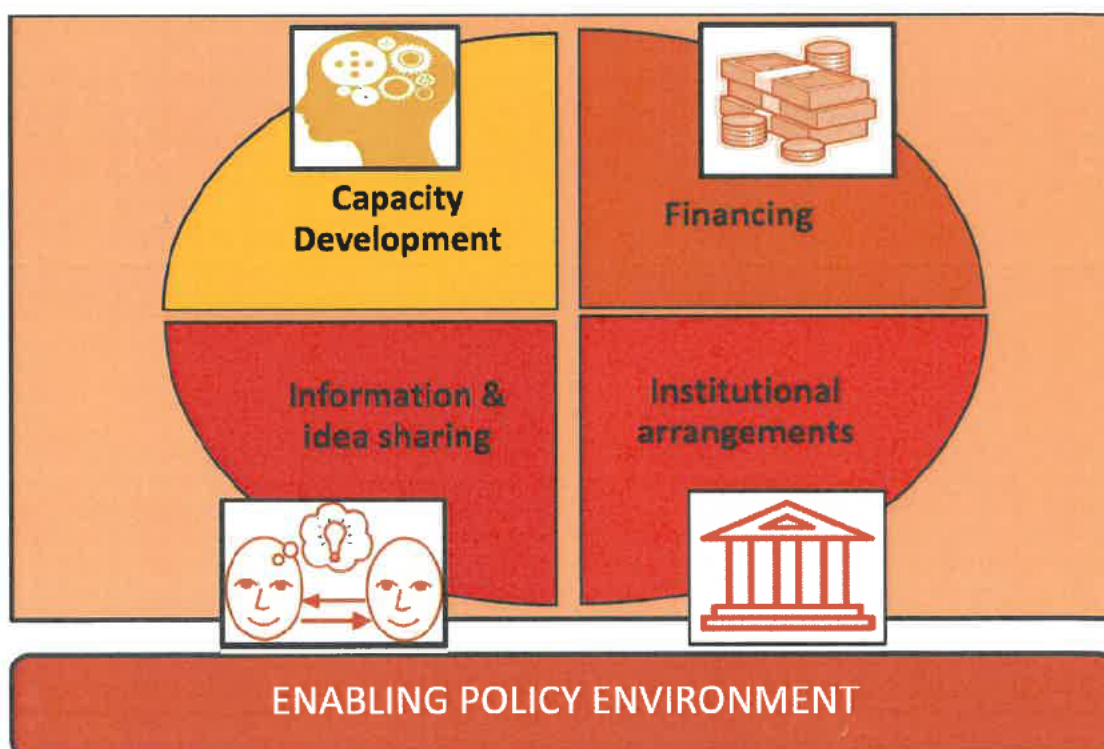 Capacity
Development
Financing
Information &
idea sharing
Institutional
arrangements
ENABLING POLICY ENVIRONMENT